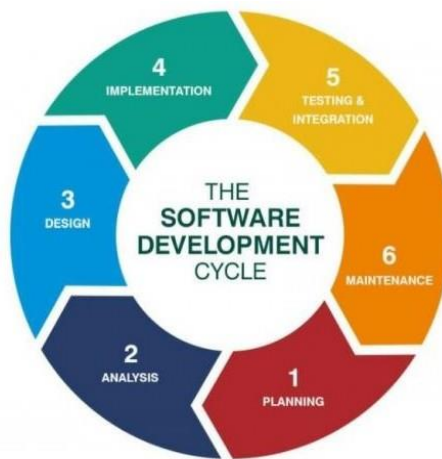 THE
SOFTWARE
DEVELOPMENT
CYCLE
1
PLANNING
2
ANALYSIS
3
DESIGN
4
IMPLEMENTATION
5
TESTING &
INTEGRATION
6
MAINTENANCE